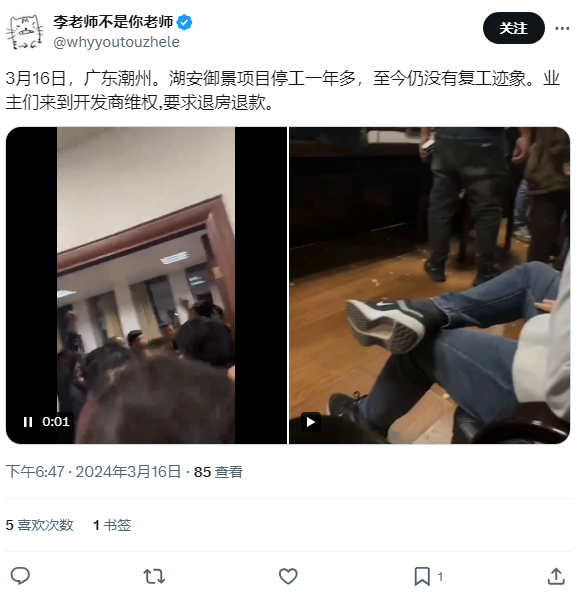 李老师不是你老师
@whyyoutouzhele
关注
3月16日，广东潮州。湖安御景项目停工一年多，至今仍没有复工迹象。业
主们来到开发商维权,要求退房退款。
0:01
下午6:47 · 2024年3月16日 · 85 查看
5 喜欢次数 1 书签
1